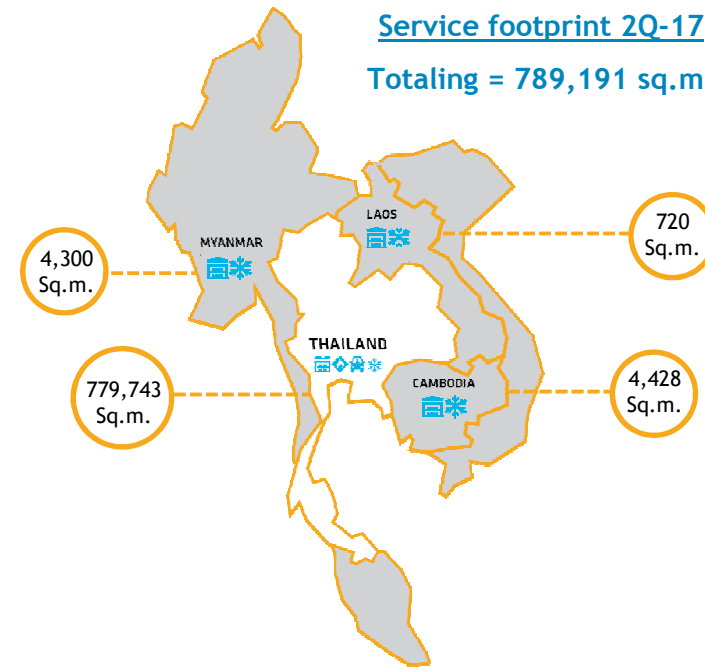 Service footprint 2Q-17
Totaling = 789,191 sq.m
LAOS
720
Sq.m.
MYANMAR
4,300
Sq.m.
THAILAND
779,743
Sq.m.
CAMBODIA
4,428
Sq.m.